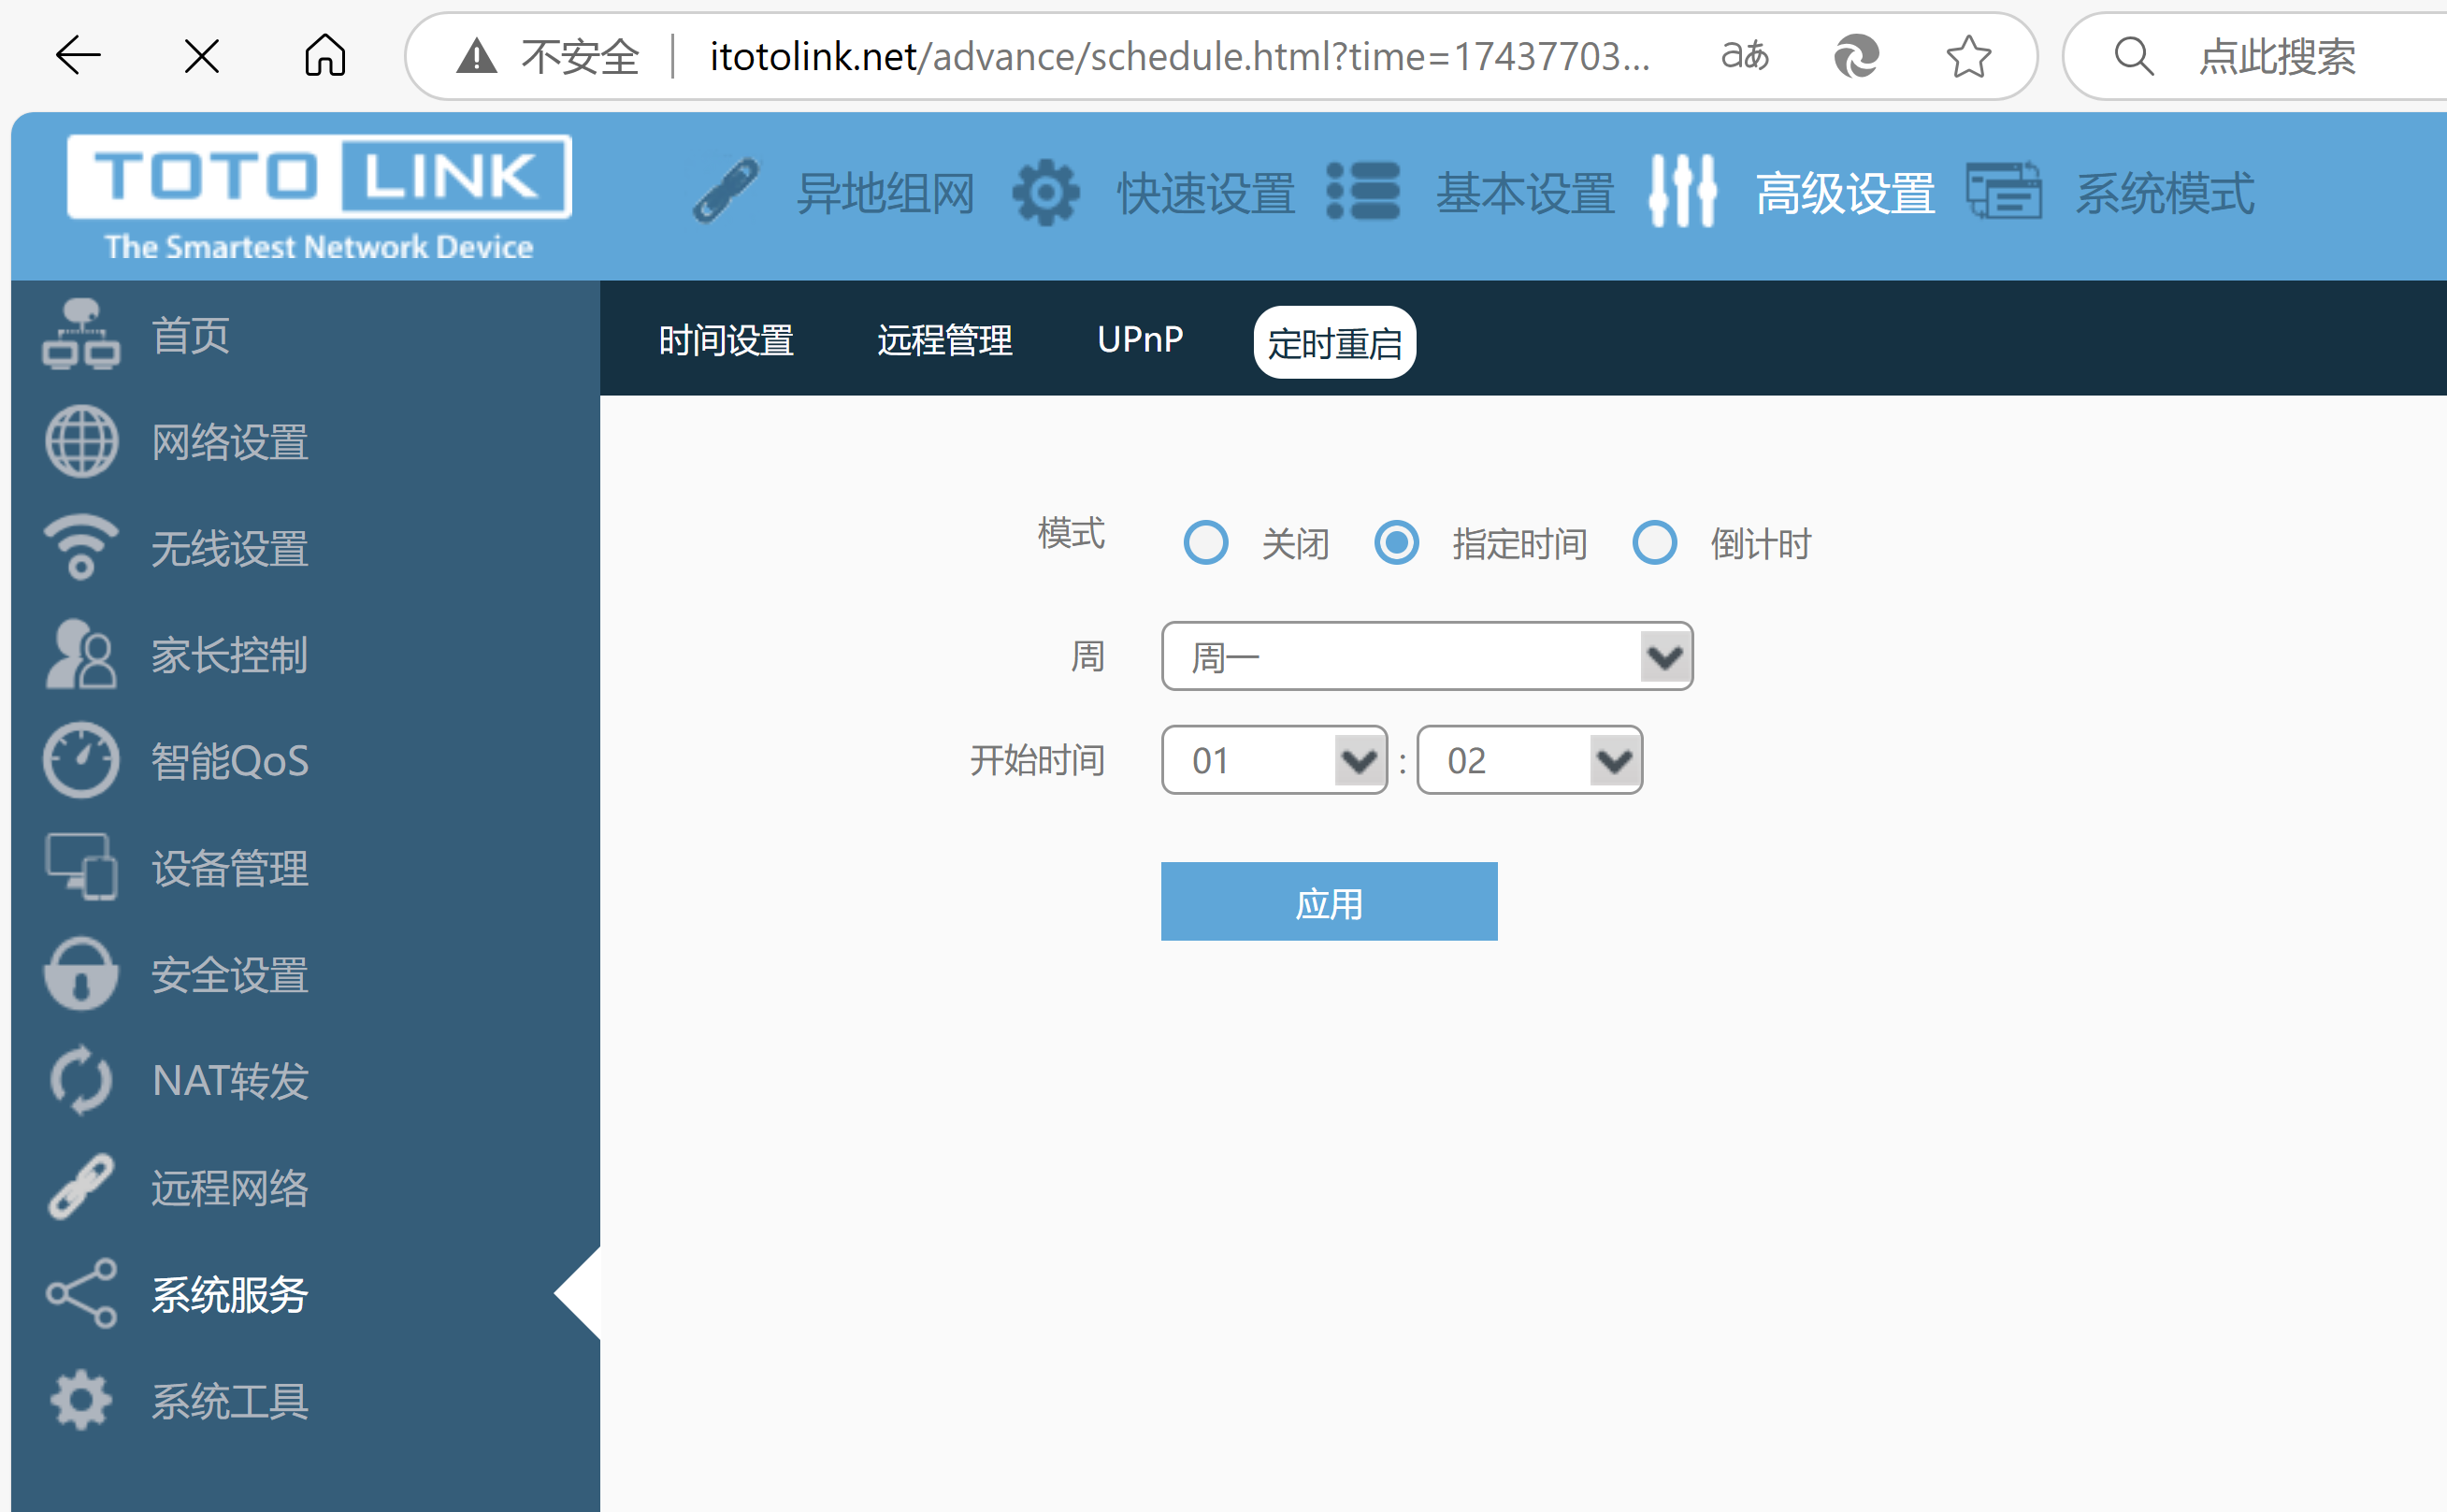 不安全 itotolink.net/advance/schedule.html?time=17437703... aあ 点此搜索
TOTO LINK
The Smartest Network Device
异地组网 快速设置 基本设置 高级设置 系统模式
首页
网络设置
无线设置
家长控制
智能QoS
设备管理
安全设置
NAT转发
远程网络
系统服务
系统工具
时间设置 远程管理 UPnP 定时重启
模式 关闭 指定时间 倒计时
周 周一
开始时间 01 : 02
应用